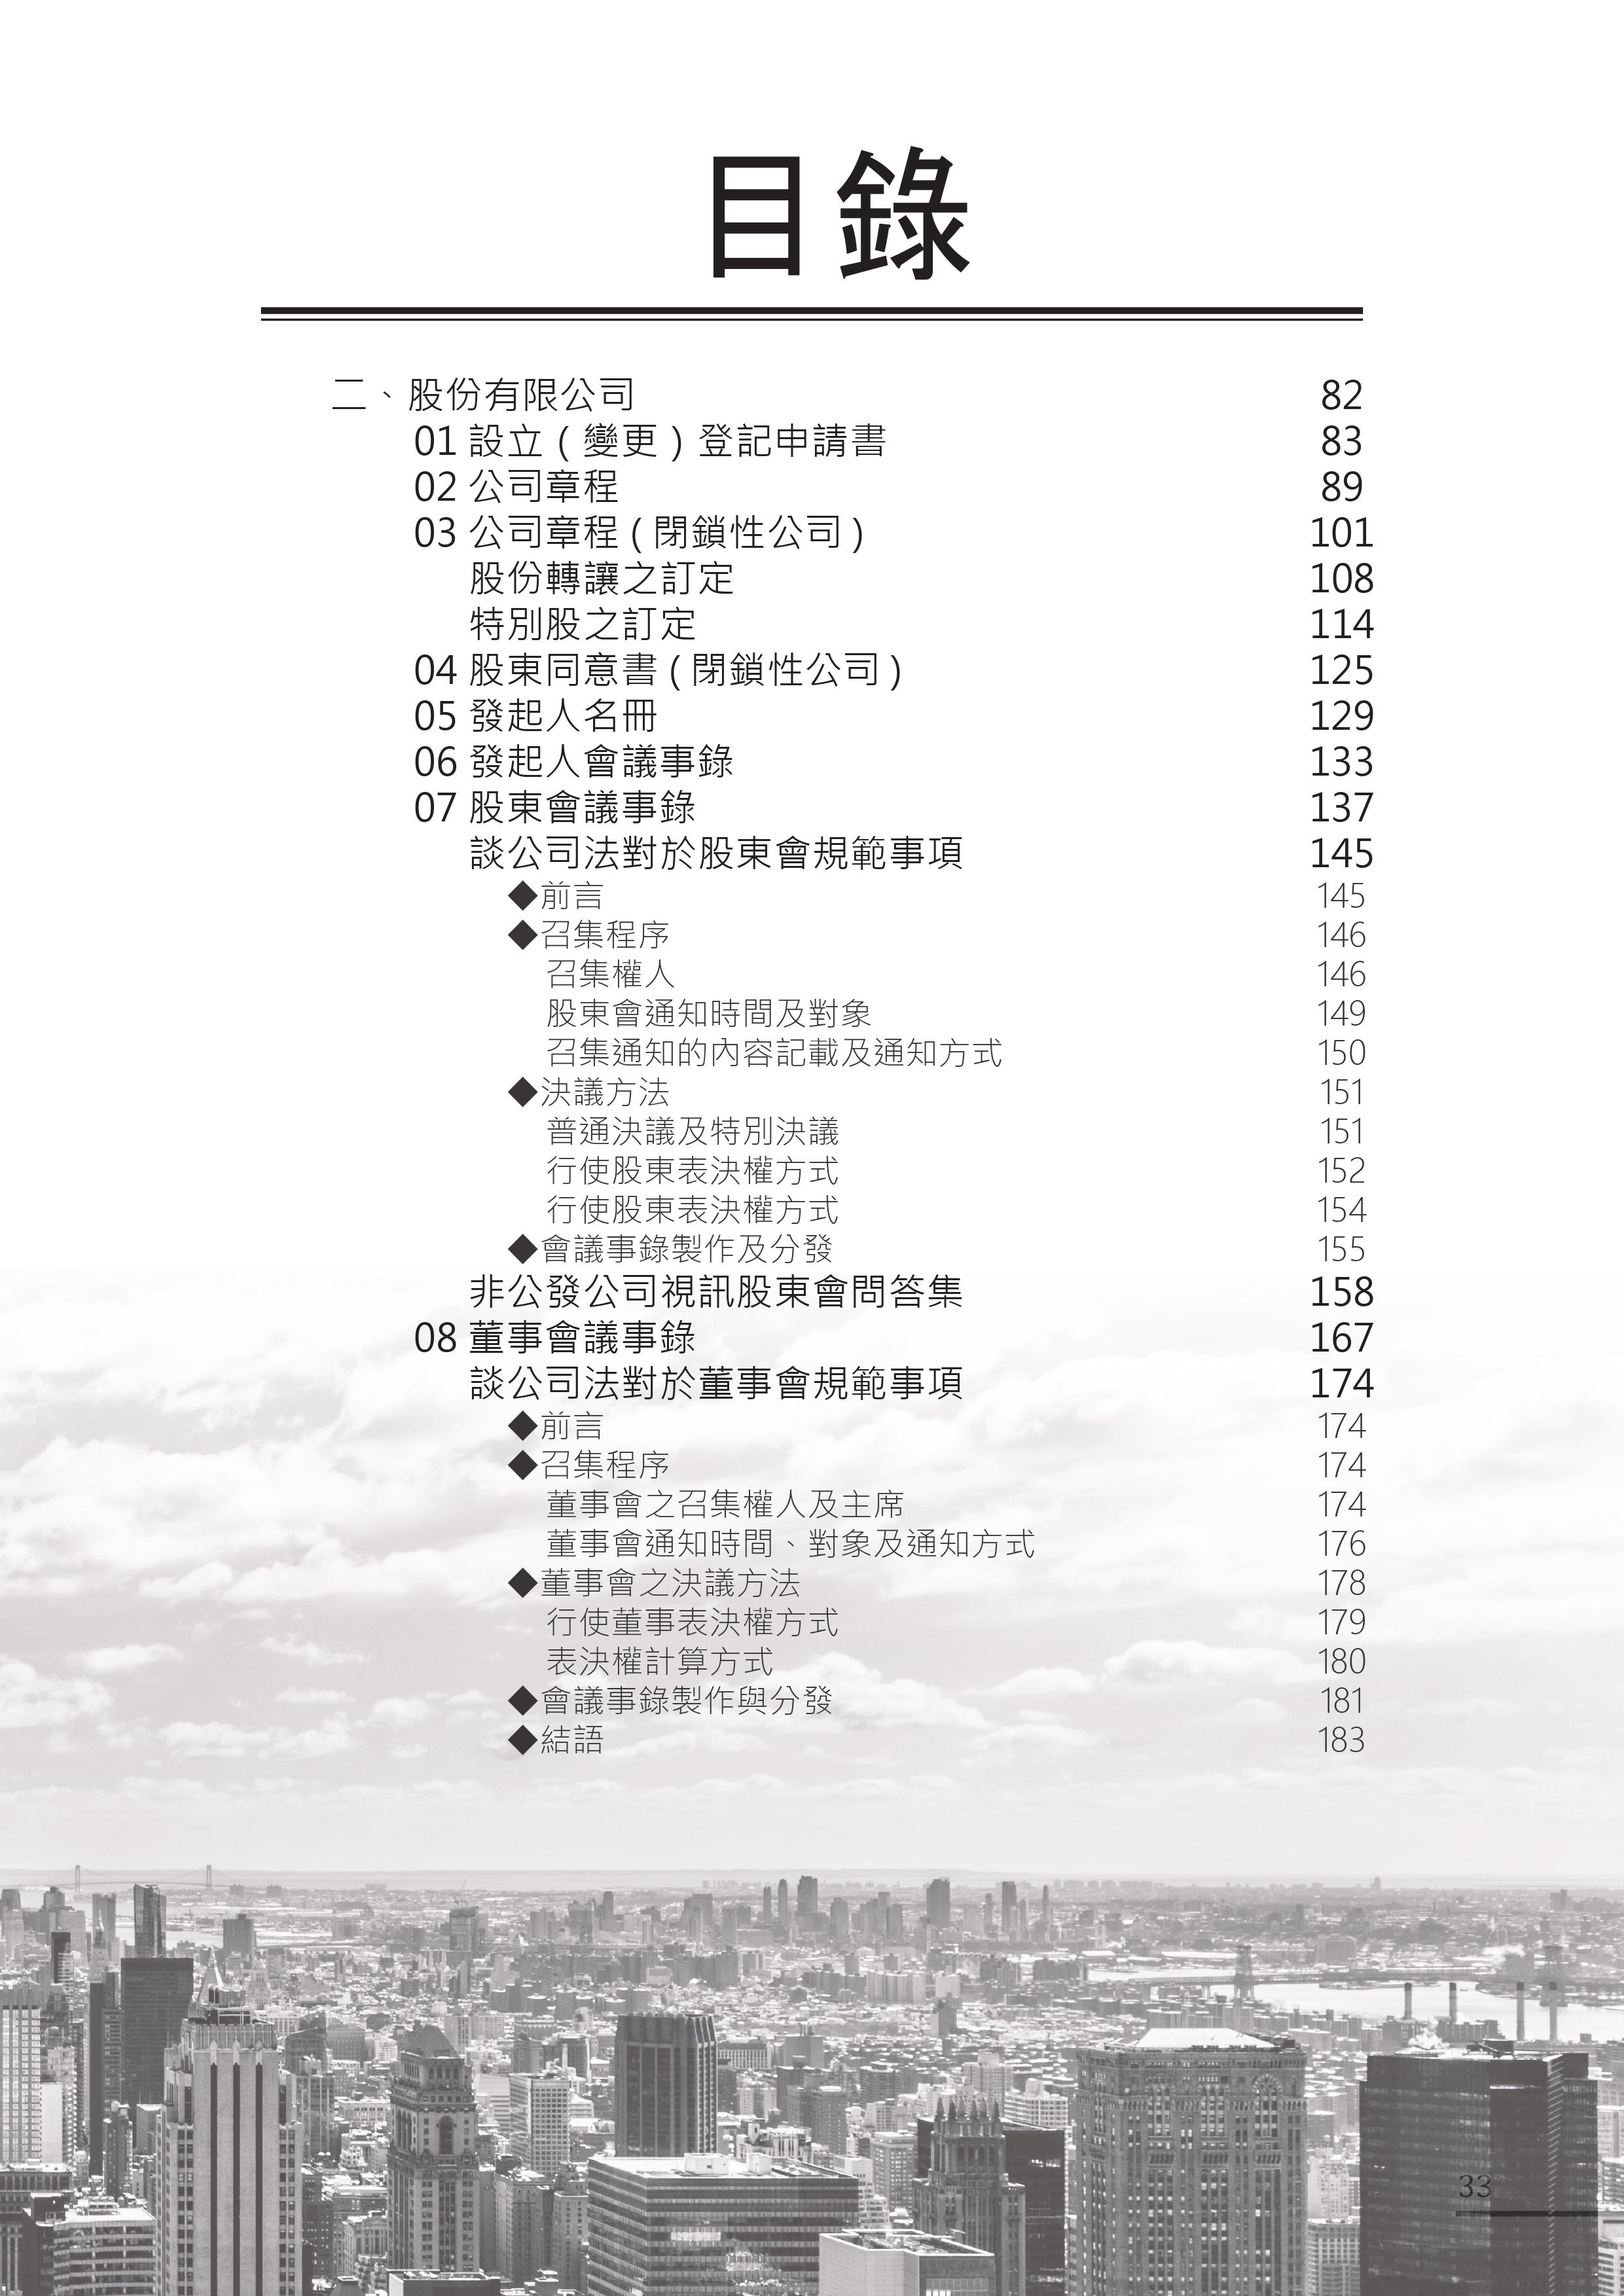 目錄
二、股份有限公司 82
01 設立(變更)登記申請書 83
02 公司章程 89
03 公司章程(閉鎖性公司) 101
股份轉讓之訂定 108
特別股之訂定 114
04 股東同意書(閉鎖性公司) 125
05 發起人名冊 129
06 發起人會議事錄 133
07 股東會議事錄 137
談公司法對於股東會規範事項 145
◆前言 145
◆召集程序 146
召集權人 146
股東會通知時間及對象 149
召集通知的內容記載及通知方式 150
◆決議方法 151
普通決議及特別決議 151
行使股東表決權方式 152
行使股東表決權方式 154
◆會議事錄製作及分發 155
非公發公司視訊股東會問答集 158
08 董事會議事錄 167
談公司法對於董事會規範事項 174
◆前言 174
◆召集程序 174
董事會之召集權人及主席 174
董事會通知時間、對象及通知方式 176
◆董事會之決議方法 178
行使董事表決權方式 179
表決權計算方式 180
◆會議事錄製作與分發 181
◆結語 183
33